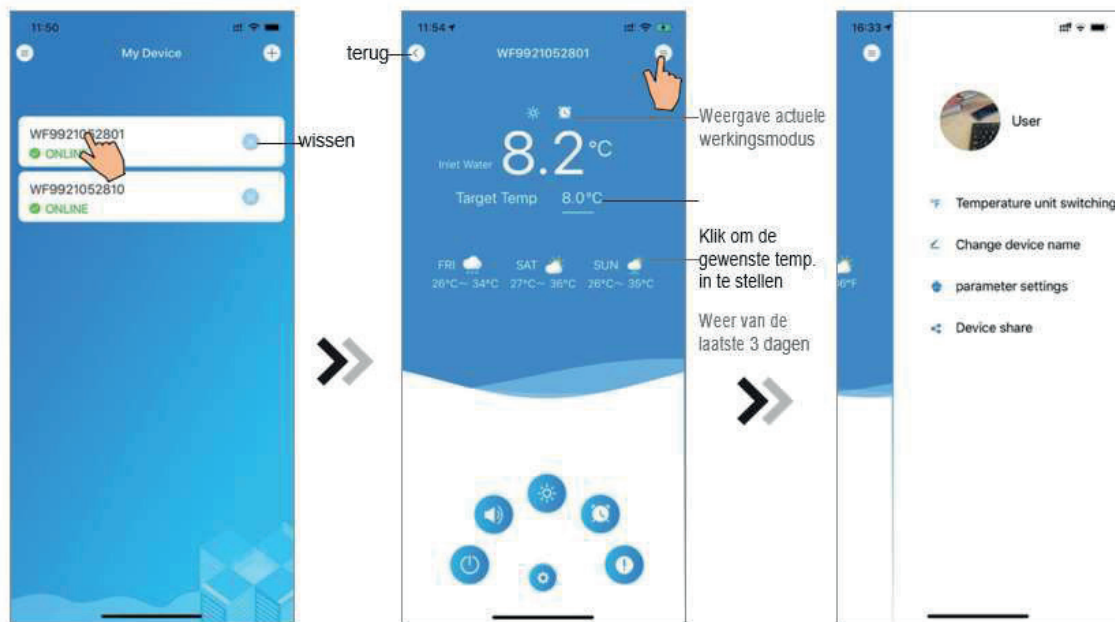 11:50
My Device
WF9921052801
ONLINE
WF9921052810
ONLINE
wissen
terug
11:54
WF9921052801
Inlet Water
8.2°C
Target Temp 8.0°C
FRI SAT SUN
26°C~ 34°C 27°C~ 36°C 26°C~ 35°C
Weergave actuele
werkingsmodus
Klik om de
gewenste temp.
in te stellen
Weer van de
laatste 3 dagen
16:33
User
°F Temperature unit switching
Change device name
parameter settings
Device share